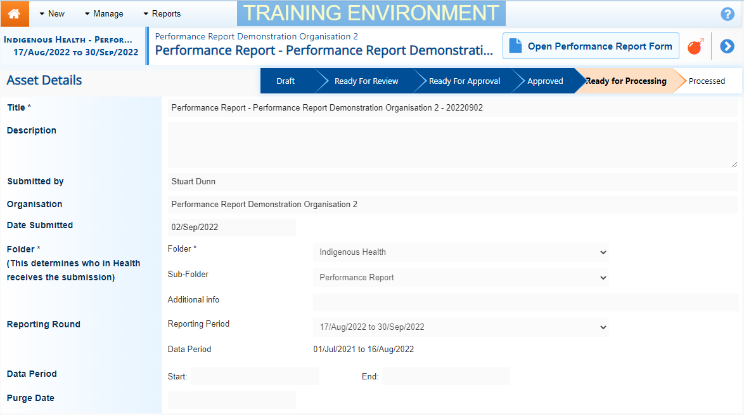 New Manage Reports TRAINING ENVIRONMENT ?
Indigenous Health - Perfor...
17/Aug/2022 to 30/Sep/2022
Performance Report Demonstration Organisation 2
Performance Report - Performance Report Demonstrati...
Open Performance Report Form
Asset Details
Draft Ready For Review Ready For Approval Approved Ready for Processing Processed
Title * Performance Report - Performance Report Demonstration Organisation 2 - 20220902
Description
Submitted by Stuart Dunn
Organisation Performance Report Demonstration Organisation 2
Date Submitted 02/Sep/2022
Folder * Folder * Indigenous Health
(This determines who in Health
receives the submission) Sub-Folder Performance Report
Additional info
Reporting Round Reporting Period 17/Aug/2022 to 30/Sep/2022
Data Period 01/Jul/2021 to 16/Aug/2022
Data Period Start: End:
Purge Date